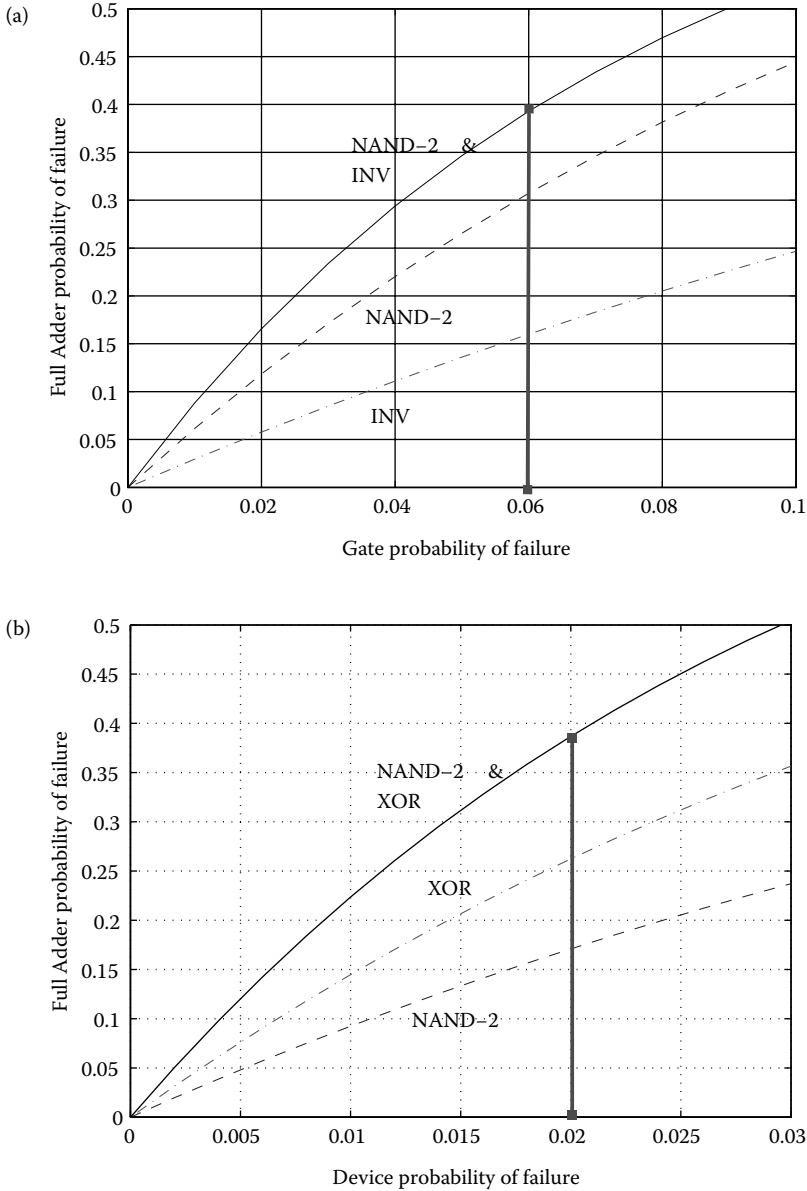 (a)
0.5
0.45
0.4
0.35
0.3
0.25
0.2
0.15
0.1
0.05
0
Full Adder probability of failure
NAND–2 &
INV
NAND–2
INV
0 0.02 0.04 0.06 0.08 0.1
Gate probability of failure
(b)
0.5
0.45
0.4
0.35
0.3
0.25
0.2
0.15
0.1
0.05
0
Full Adder probability of failure
NAND–2 &
XOR
XOR
NAND–2
0 0.005 0.01 0.015 0.02 0.025 0.03
Device probability of failure